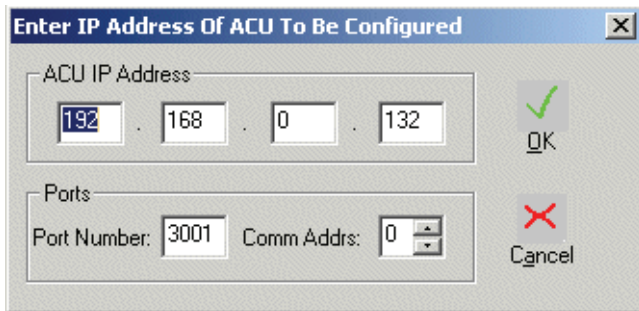 Enter IP Address Of ACU To Be Configured
ACU IP Address
192 . 168 . 0 . 132
OK
Ports
Port Number: 3001 Comm Addrs: 0
Cancel